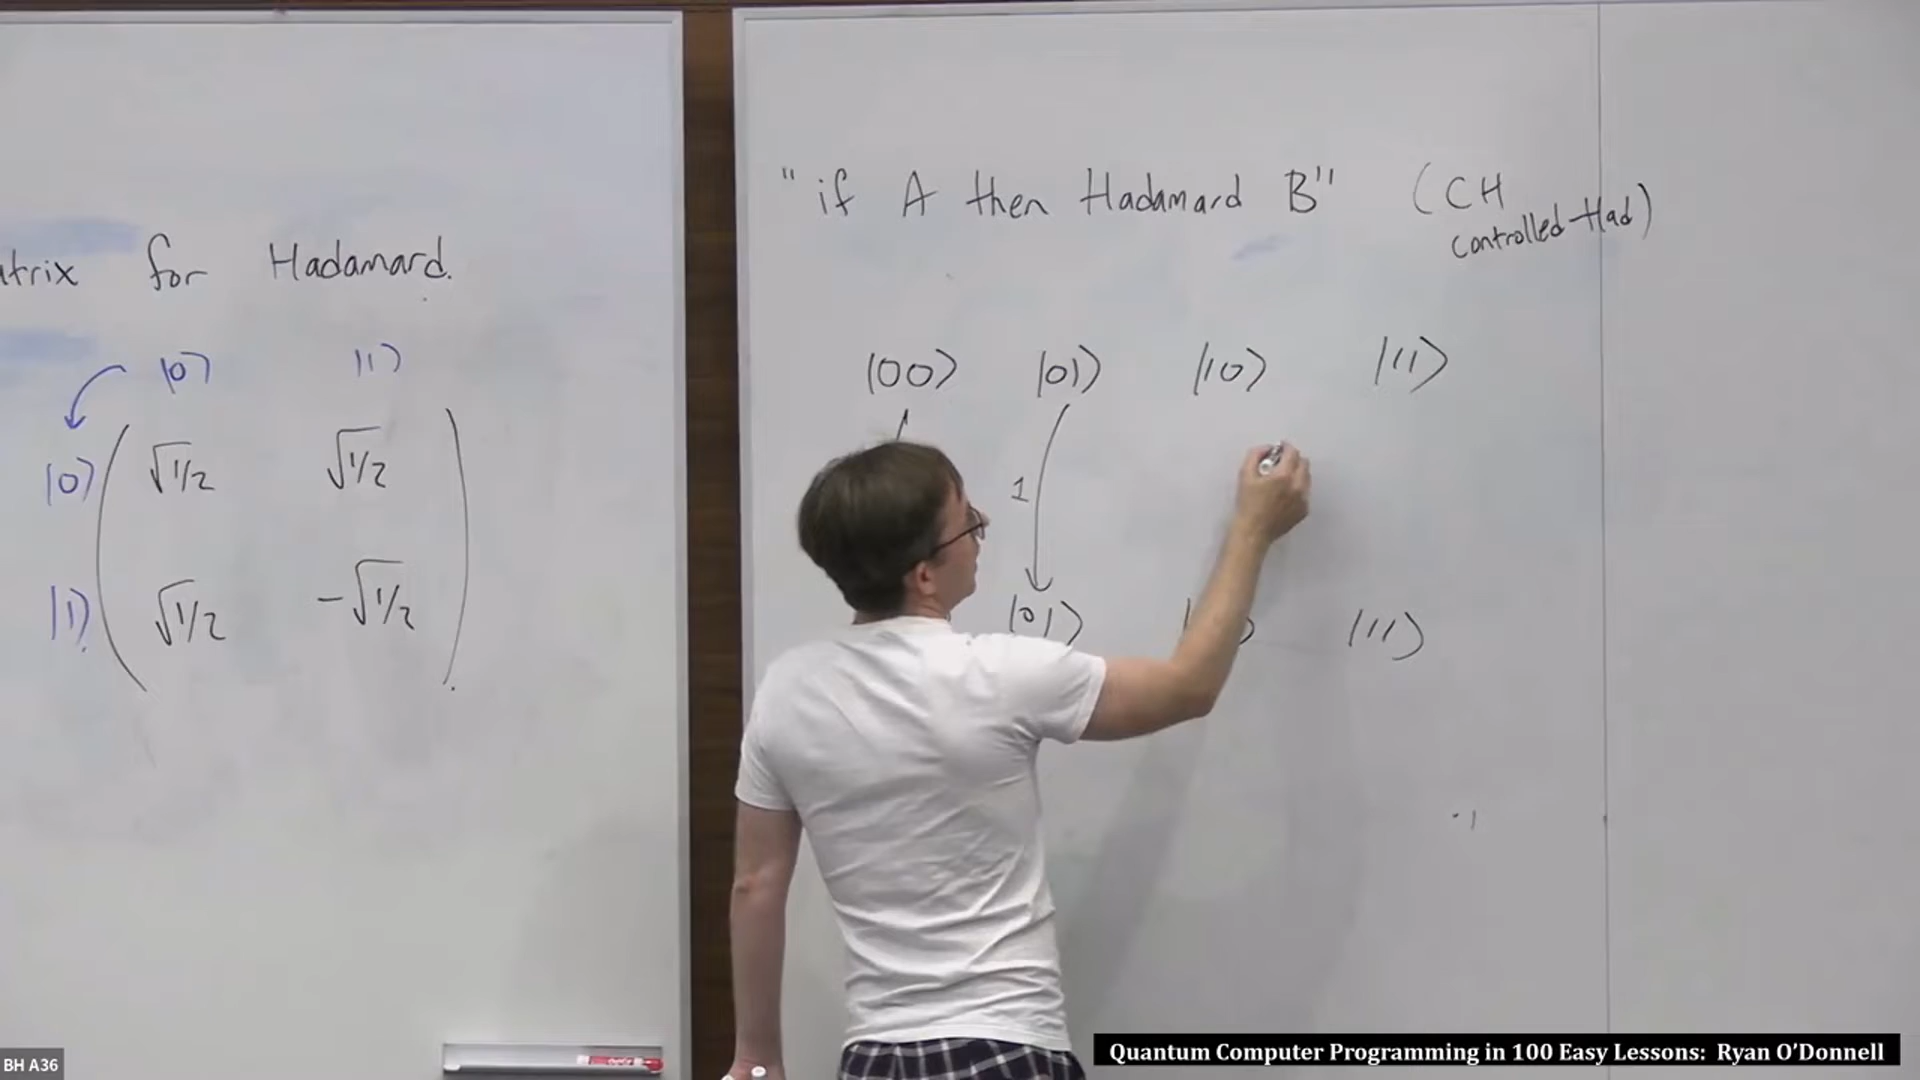 atrix for Hadamard.
|0⟩ |1⟩
|0⟩ √1/2 √1/2
|1⟩ √1/2 -√1/2
"if A then Hadamard B" (CH
controlled-Had)
|00⟩ |01⟩ |10⟩ |11⟩
1
|01⟩ |11⟩
BH A36
Quantum Computer Programming in 100 Easy Lessons: Ryan O'Donnell